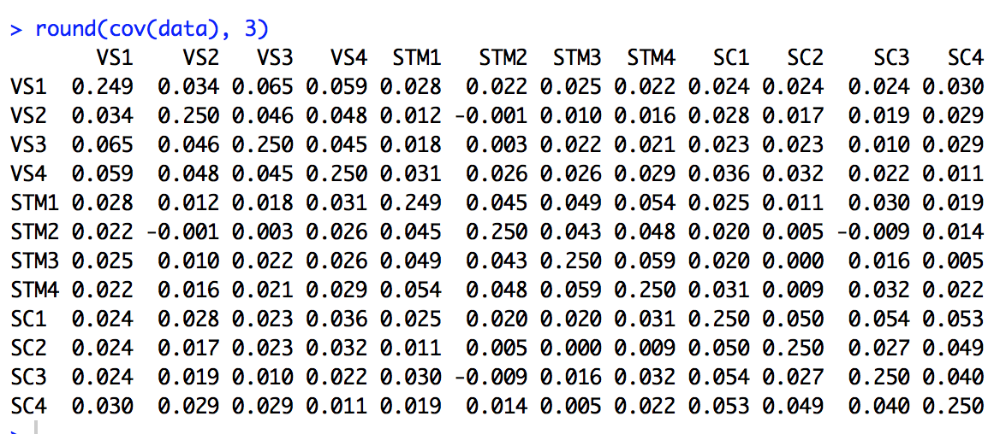 > round(cov(data), 3)
VS1 VS2 VS3 VS4 STM1 STM2 STM3 STM4 SC1 SC2 SC3 SC4
VS1 0.249 0.034 0.065 0.059 0.028 0.022 0.025 0.022 0.024 0.024 0.024 0.030
VS2 0.034 0.250 0.046 0.048 0.012 -0.001 0.010 0.016 0.028 0.017 0.019 0.029
VS3 0.065 0.046 0.250 0.045 0.018 0.003 0.022 0.021 0.023 0.023 0.010 0.029
VS4 0.059 0.048 0.045 0.250 0.031 0.026 0.026 0.029 0.036 0.032 0.022 0.011
STM1 0.028 0.012 0.018 0.031 0.249 0.045 0.049 0.054 0.025 0.011 0.030 0.019
STM2 0.022 -0.001 0.003 0.026 0.045 0.250 0.043 0.048 0.020 0.005 -0.009 0.014
STM3 0.025 0.010 0.022 0.026 0.049 0.043 0.250 0.059 0.020 0.000 0.016 0.005
STM4 0.022 0.016 0.021 0.029 0.054 0.048 0.059 0.250 0.031 0.009 0.032 0.022
SC1 0.024 0.028 0.023 0.036 0.025 0.020 0.020 0.031 0.250 0.050 0.054 0.053
SC2 0.024 0.017 0.023 0.032 0.011 0.005 0.000 0.009 0.050 0.250 0.027 0.049
SC3 0.024 0.019 0.010 0.022 0.030 -0.009 0.016 0.032 0.054 0.027 0.250 0.040
SC4 0.030 0.029 0.029 0.011 0.019 0.014 0.005 0.022 0.053 0.049 0.040 0.250
>